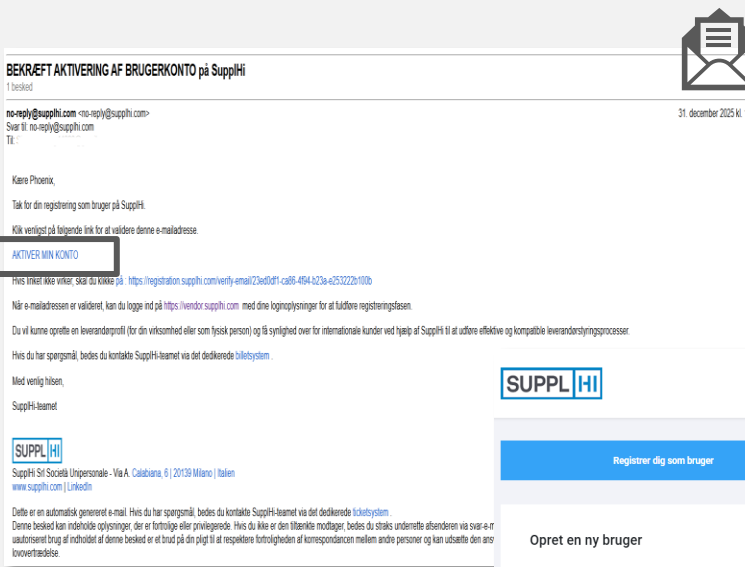 BEKRÆFT AKTIVERING AF BRUGERKONTO på SupplHi
1 besked
no-reply@supplhi.com <no-reply@supplhi.com>
31. december 2025 kl.
Svar til: no-reply@supplhi.com
Til:
Kære Phoenix,
Tak for din registrering som bruger på SupplHi.
Klik venligst på følgende link for at validere denne e-mailadresse.
AKTIVER MIN KONTO
Hvis linket ikke virker, skal du klikke på : https://registration.supplhi.com/verify-email/23ed0df1-ca86-4f94-b23a-e253222b100b
Når e-mailadressen er valideret, kan du logge ind på https://vendor.supplhi.com med dine loginoplysninger for at fuldføre registreringsfasen.
Du vil kunne oprette en leverandørprofil (for din virksomhed eller som fysisk person) og få synlighed over for internationale kunder ved hjælp af SupplHi til at udføre effektive og kompatible leverandørstyringsprocesser.
Hvis du har spørgsmål, bedes du kontakte SupplHi-teamet via det dedikerede billetsystem .
Med venlig hilsen,
SupplHi-teamet
SUPPL HI
SupplHi Srl Società Unipersonale - Via A. Calabiana, 6 | 20139 Milano | Italien
www.supplhi.com | LinkedIn
Dette er en automatisk genereret e-mail. Hvis du har spørgsmål, bedes du kontakte SupplHi-teamet via det dedikerede ticketsystem .
Denne besked kan indeholde oplysninger, der er fortrolige eller privilegerede. Hvis du ikke er den tiltænkte modtager, bedes du straks underrette afsenderen via svar-e-m
uautoriseret brug af indholdet af denne besked er et brud på din pligt til at respektere fortroligheden af korrespondancen mellem andre personer og kan udsætte den ans
lovovertrædelse.
SUPPL HI
Registrer dig som bruger
Opret en ny bruger